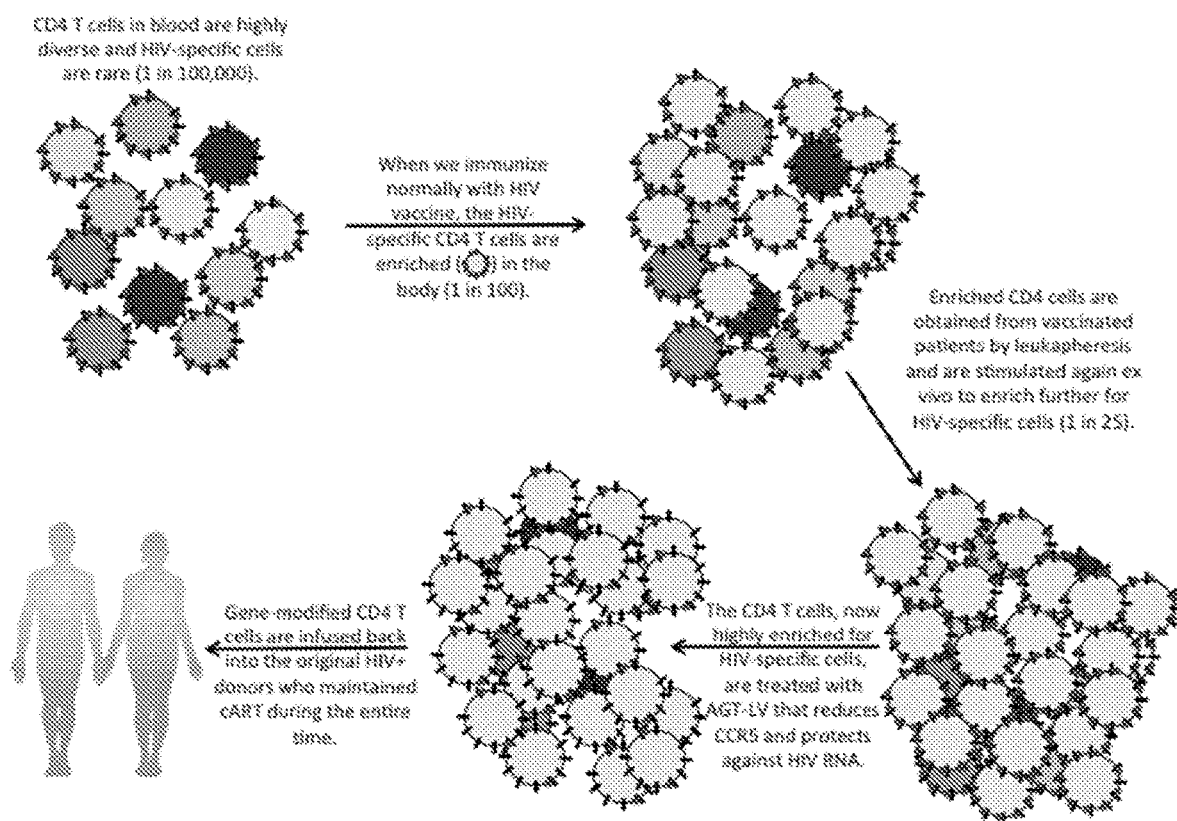 CD4 T cells in blood are highly
diverse and HIV-specific cells
are rare (1 in 100,000).
When we immunize
normally with HIV
vaccine, the HIV-
specific CD4 T cells are
enriched ( ) in the
body (1 in 100).
Enriched CD4 cells are
obtained from vaccinated
patients by leukapheresis
and are stimulated again ex
vivo to enrich further for
HIV-specific cells (1 in 25).
The CD4 T cells, now
highly enriched for
HIV-specific cells,
are treated with
AGT-LV that reduces
CCR5 and protects
against HIV RNA.
Gene-modified CD4 T
cells are infused back
into the original HIV+
donors who maintained
cART during the entire
time.